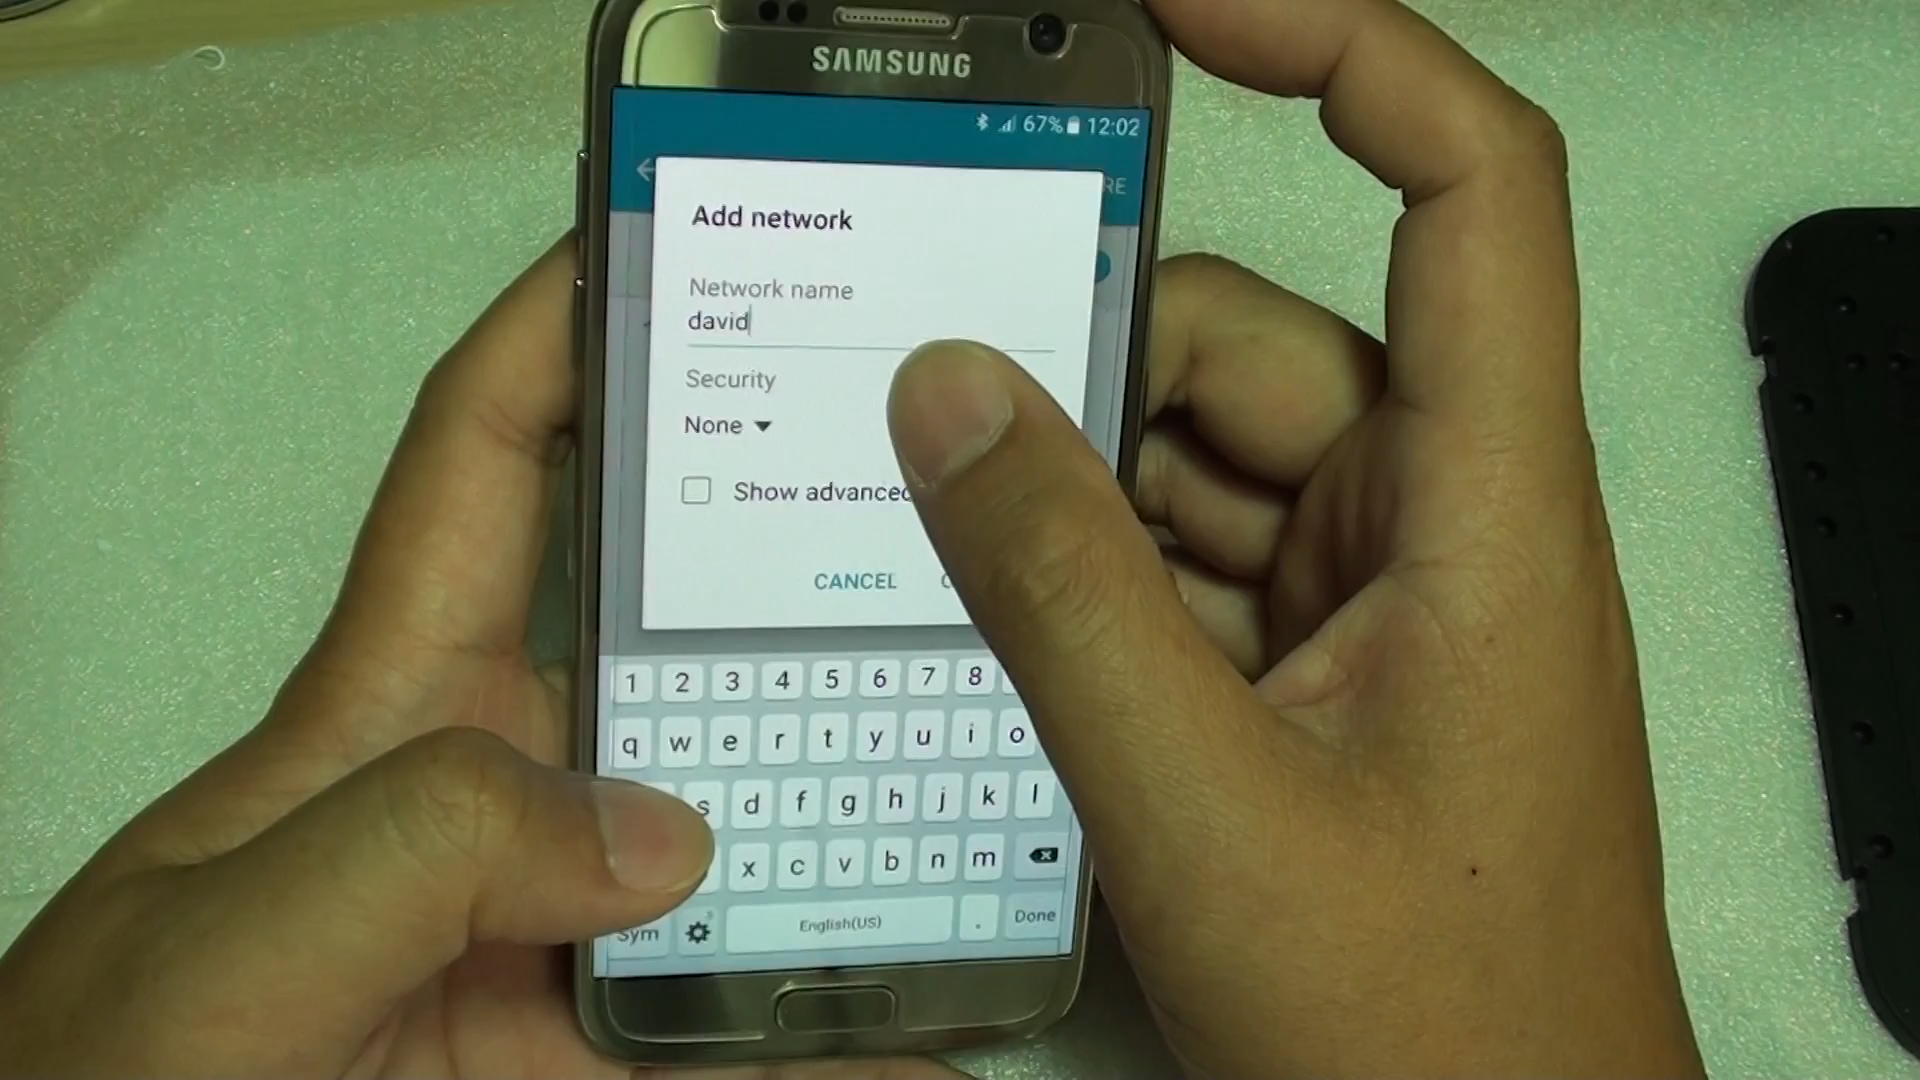 SAMSUNG
67% 12:02
RE
Add network
Network name
david
Security
None
Show advanced
CANCEL
1 2 3 4 5 6 7 8
q w e r t y u i o
s d f g h j k l
x c v b n m
Sym English(US) . Done